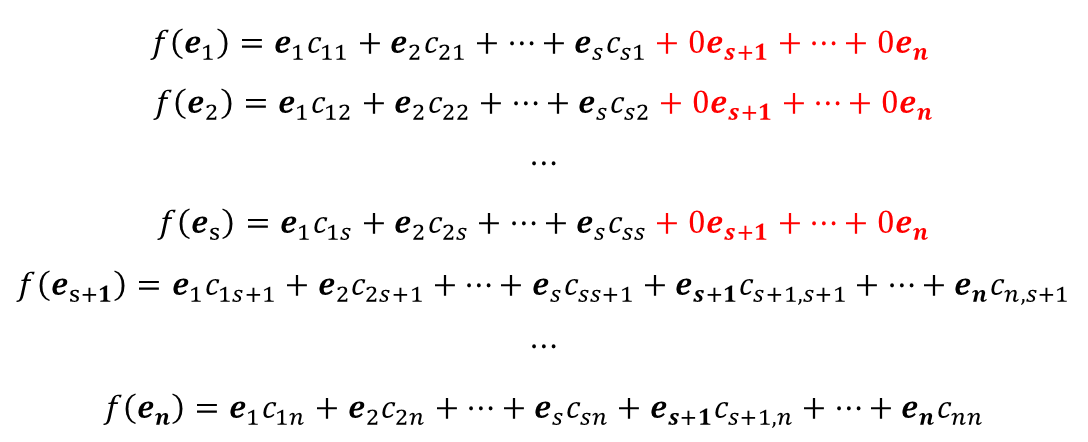 f(e₁) = e₁c₁₁ + e₂c₂₁ + ⋯ + eₛcₛ₁ + 0eₛ₊₁ + ⋯ + 0eₙ
f(e₂) = e₁c₁₂ + e₂c₂₂ + ⋯ + eₛcₛ₂ + 0eₛ₊₁ + ⋯ + 0eₙ
⋯
f(eₛ) = e₁c₁ₛ + e₂c₂ₛ + ⋯ + eₛcₛₛ + 0eₛ₊₁ + ⋯ + 0eₙ
f(eₛ₊₁) = e₁c₁ₛ₊₁ + e₂c₂ₛ₊₁ + ⋯ + eₛcₛₛ₊₁ + eₛ₊₁cₛ₊₁,ₛ₊₁ + ⋯ + eₙcₙ,ₛ₊₁
⋯
f(eₙ) = e₁c₁ₙ + e₂c₂ₙ + ⋯ + eₛcₛₙ + eₛ₊₁cₛ₊₁,ₙ + ⋯ + eₙcₙₙ